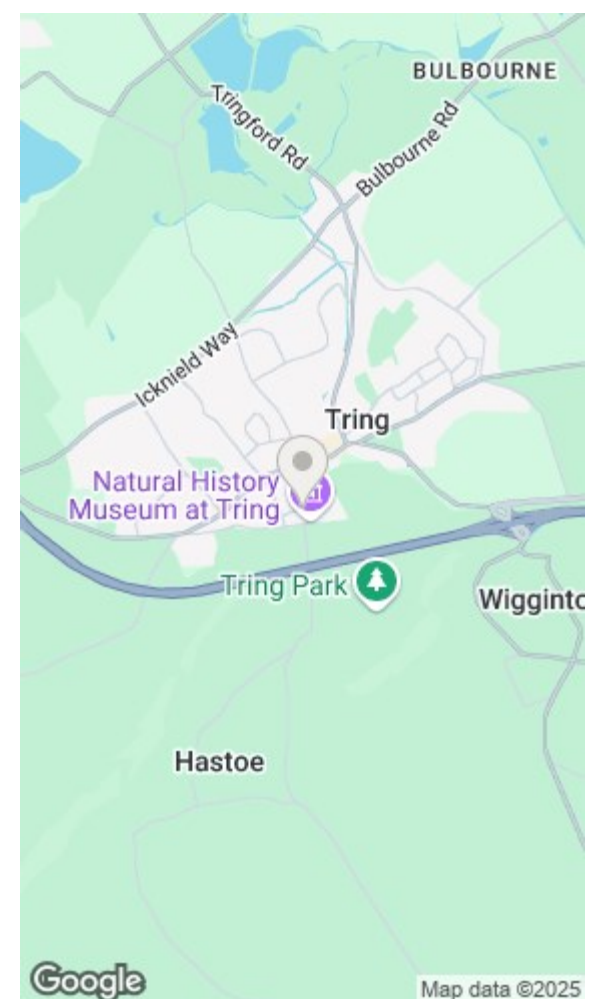 BULBOURNE
Tringford Rd
Bulbourne Rd
Icknield Way
Tring
Natural History
Museum at Tring
Tring Park
Wigginto
Hastoe
Google
Map data ©2025